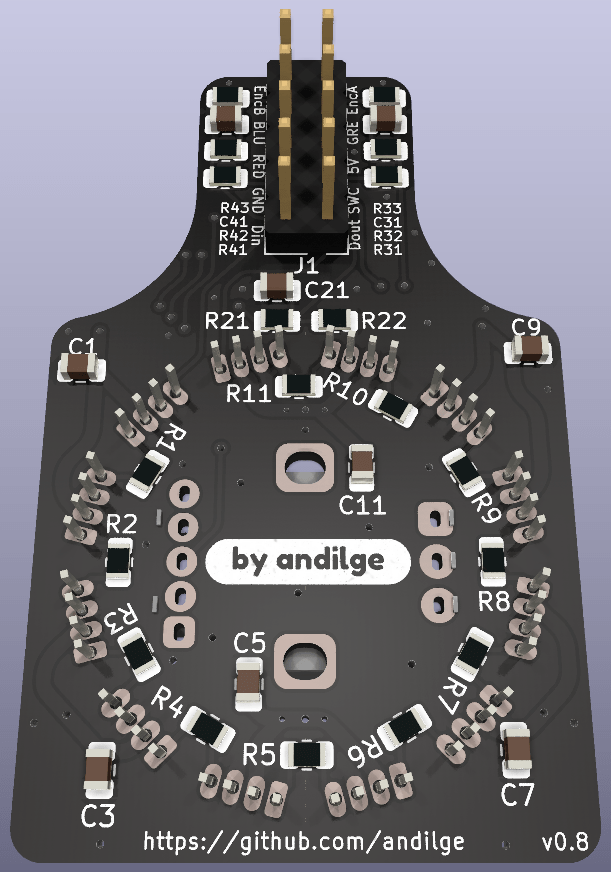 EncB BLU RED GND Din
EncA GRE 5V SWC Dout
R43
C41
R42
R41
R33
C31
R32
R31
J1
C21
R21
R22
C1
C9
R11
R10
R1
C11
R9
R2
by andilge
R8
R3
C5
R7
R4
R5
R6
C3
C7
https://github.com/andilge
v0.8